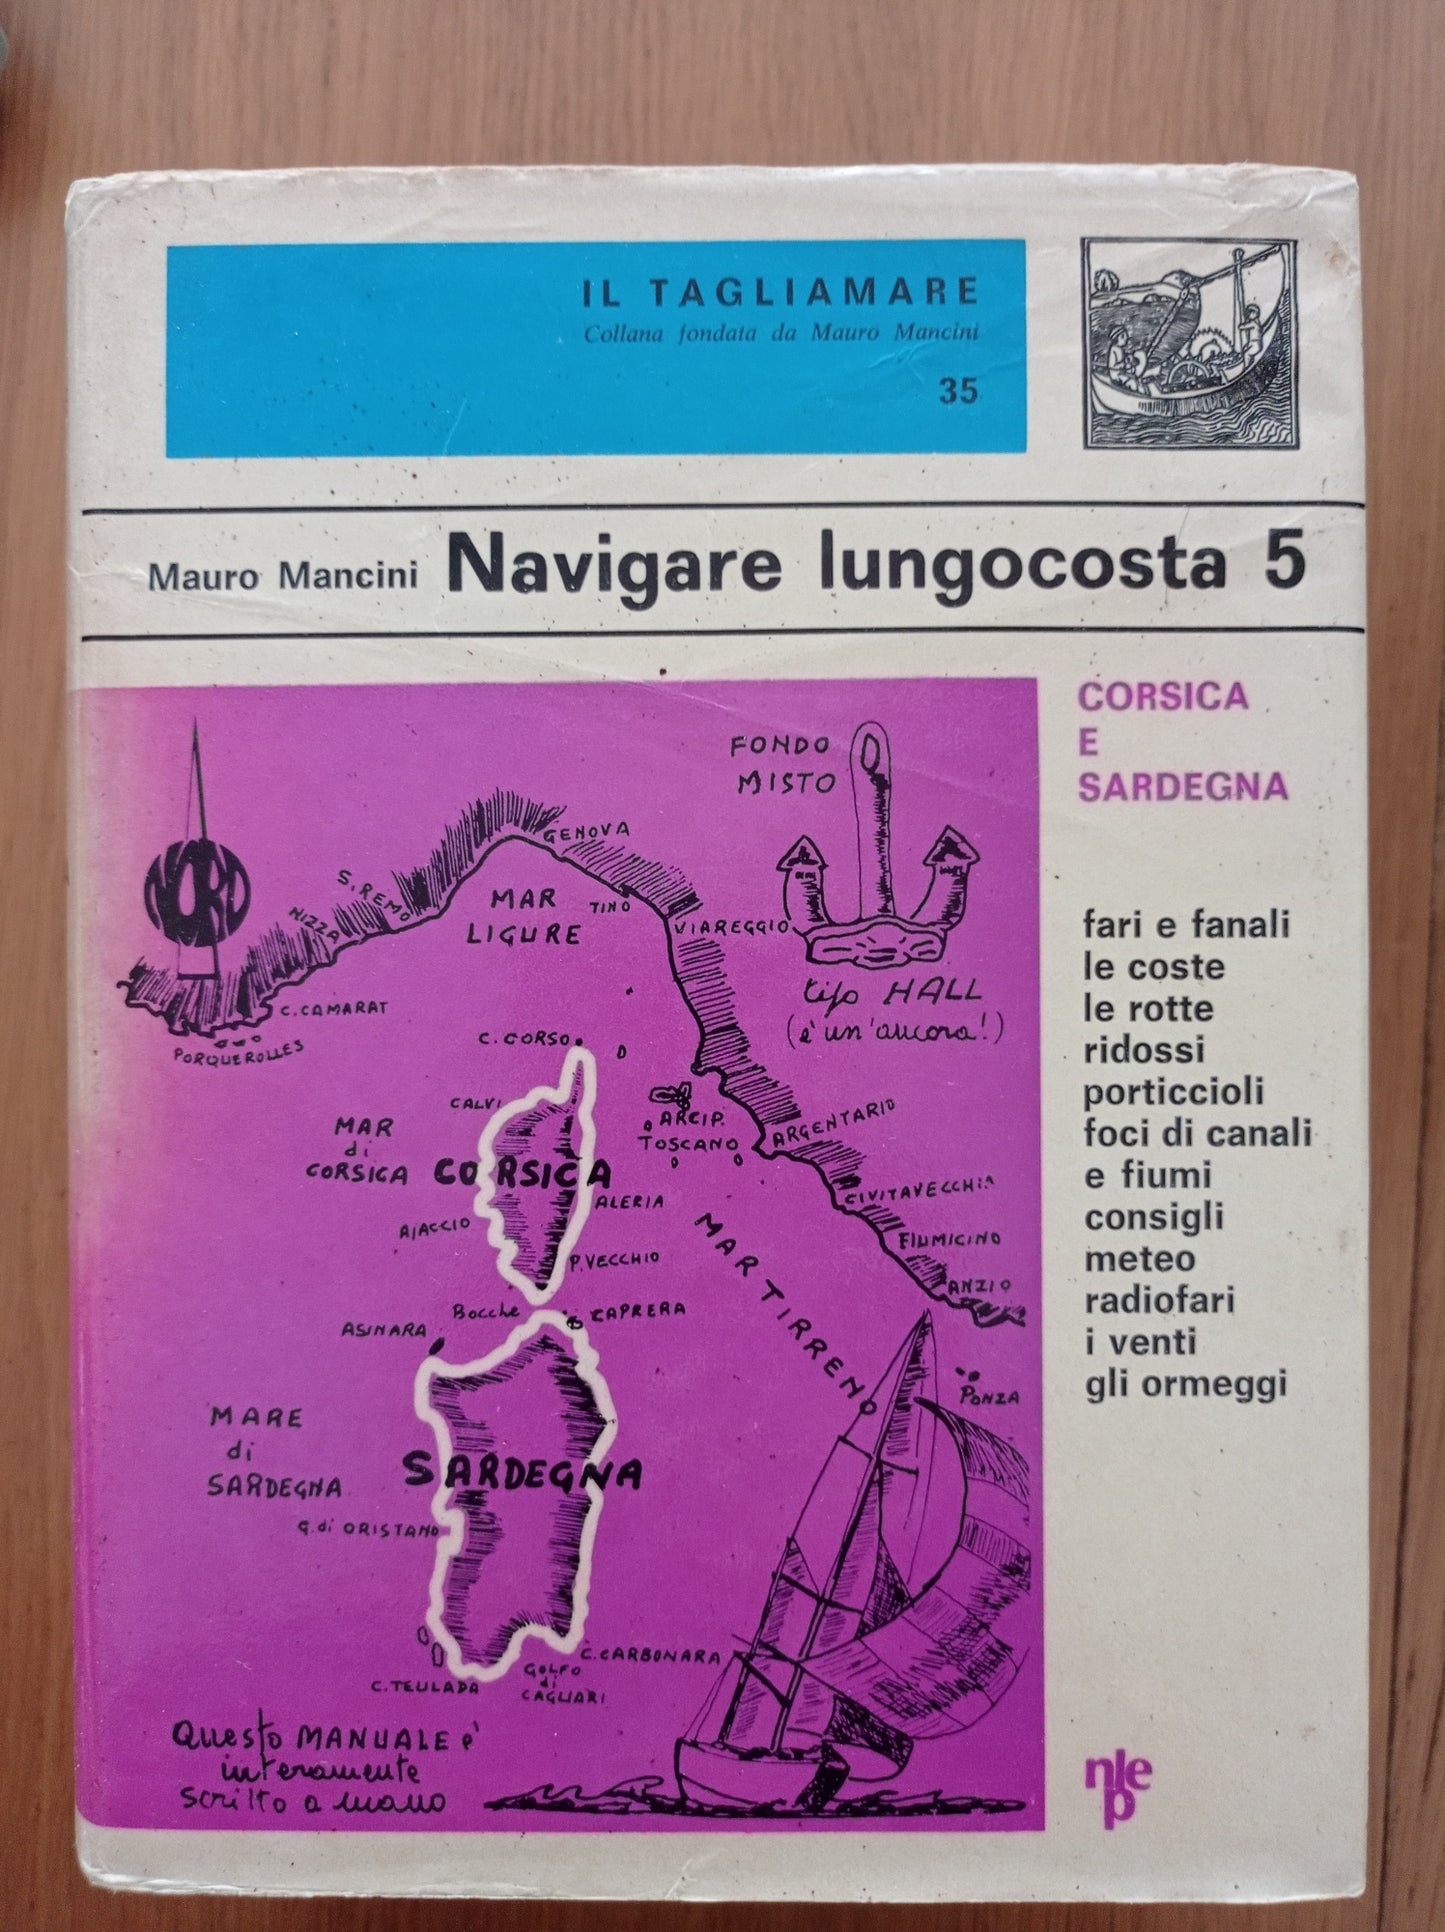 IL TAGLIAMARE
Collana fondata da Mauro Mancini
35
Mauro Mancini Navigare lungocosta 5
CORSICA
E
SARDEGNA
fari e fanali
le coste
le rotte
ridossi
porticcioli
foci di canali
e fiumi
consigli
meteo
radiofari
i venti
gli ormeggi
nlep
NORD
FONDO
MISTO
tipo HALL
(è un'ancora!)
GENOVA
S. REMO
NIZZA
MAR
LIGURE
TINO
VIAREGGIO
C. CAMARAT
PORQUEROLLES
C. CORSO
CALVI
MAR
di
CORSICA
CORSICA
ARCIP.
TOSCANO
ARGENTARIO
CIVITAVECCHIA
FIUMICINO
ANZIO
ALERIA
AJACCIO
P. VECCHIO
MAR TIRRENO
Bocche
CAPRERA
ASINARA
PONZA
MARE
di
SARDEGNA
SARDEGNA
G. di ORISTANO
C. CARBONARA
GOLFO
di
CAGLIARI
C. TEULADA
Questo MANUALE è
interamente
scritto a mano